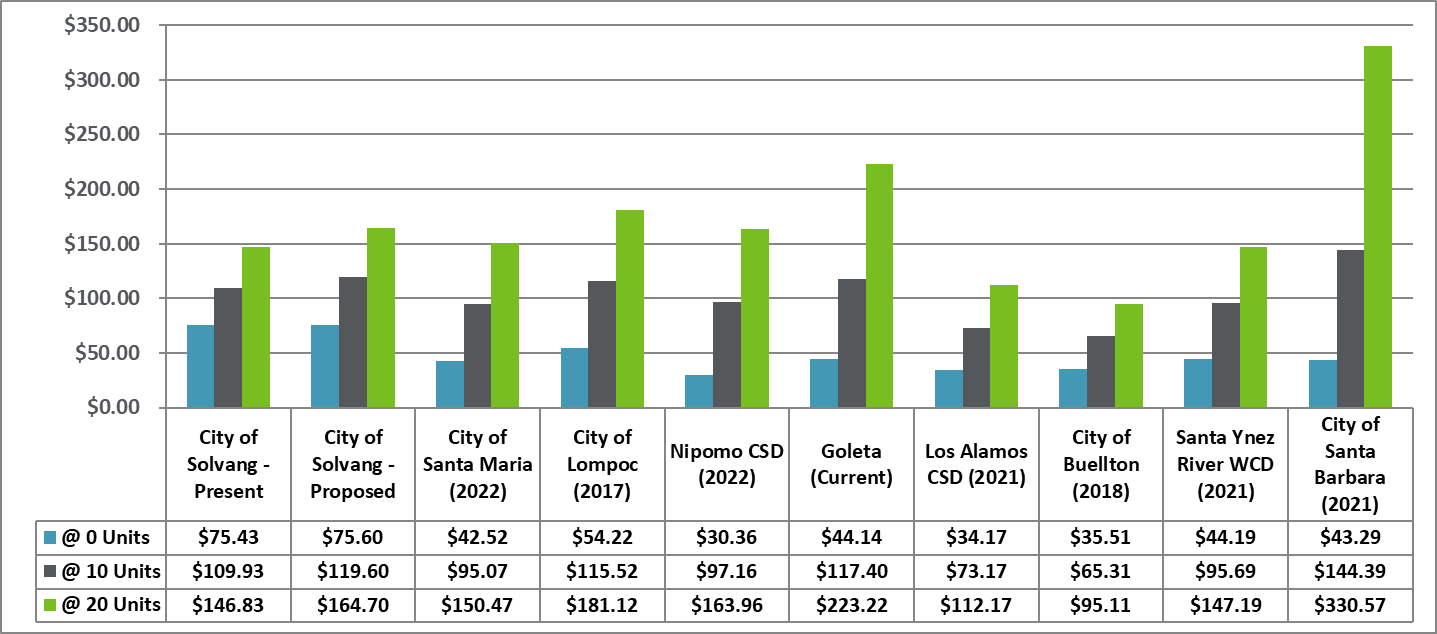 $350.00
$300.00
$250.00
$200.00
$150.00
$100.00
$50.00
$0.00
City of Solvang - Present
City of Solvang - Proposed
City of Santa Maria (2022)
City of Lompoc (2017)
Nipomo CSD (2022)
Goleta (Current)
Los Alamos CSD (2021)
City of Buellton (2018)
Santa Ynez River WCD (2021)
City of Santa Barbara (2021)
@ 0 Units $75.43 $75.60 $42.52 $54.22 $30.36 $44.14 $34.17 $35.51 $44.19 $43.29
@ 10 Units $109.93 $119.60 $95.07 $115.52 $97.16 $117.40 $73.17 $65.31 $95.69 $144.39
@ 20 Units $146.83 $164.70 $150.47 $181.12 $163.96 $223.22 $112.17 $95.11 $147.19 $330.57